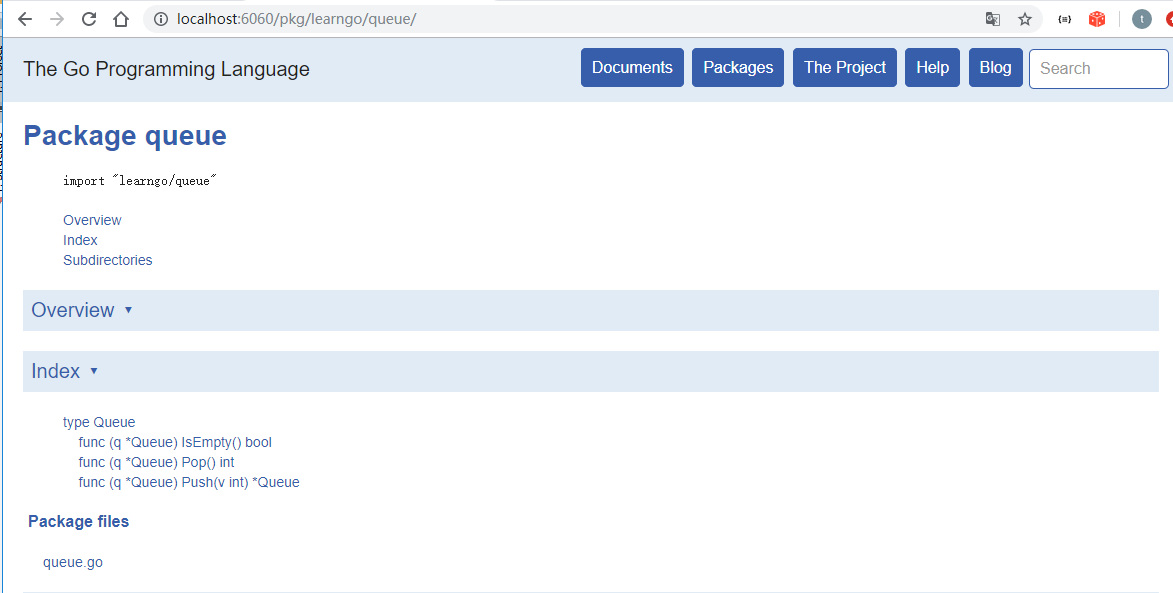 localhost:6060/pkg/learngo/queue/
t
The Go Programming Language
Documents
Packages
The Project
Help
Blog
Search
Package queue
import "learngo/queue"
Overview
Index
Subdirectories
Overview ▾
Index ▾
type Queue
func (q *Queue) IsEmpty() bool
func (q *Queue) Pop() int
func (q *Queue) Push(v int) *Queue
Package files
queue.go